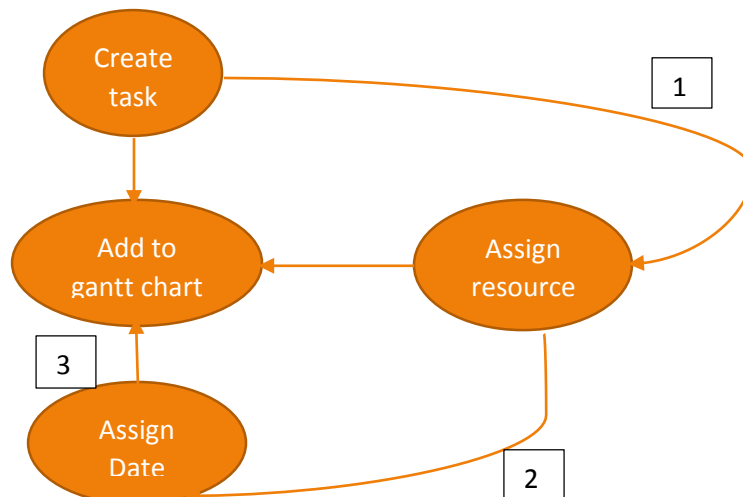 Create
task
1
Add to
gantt chart
Assign
resource
3
Assign
Date
2